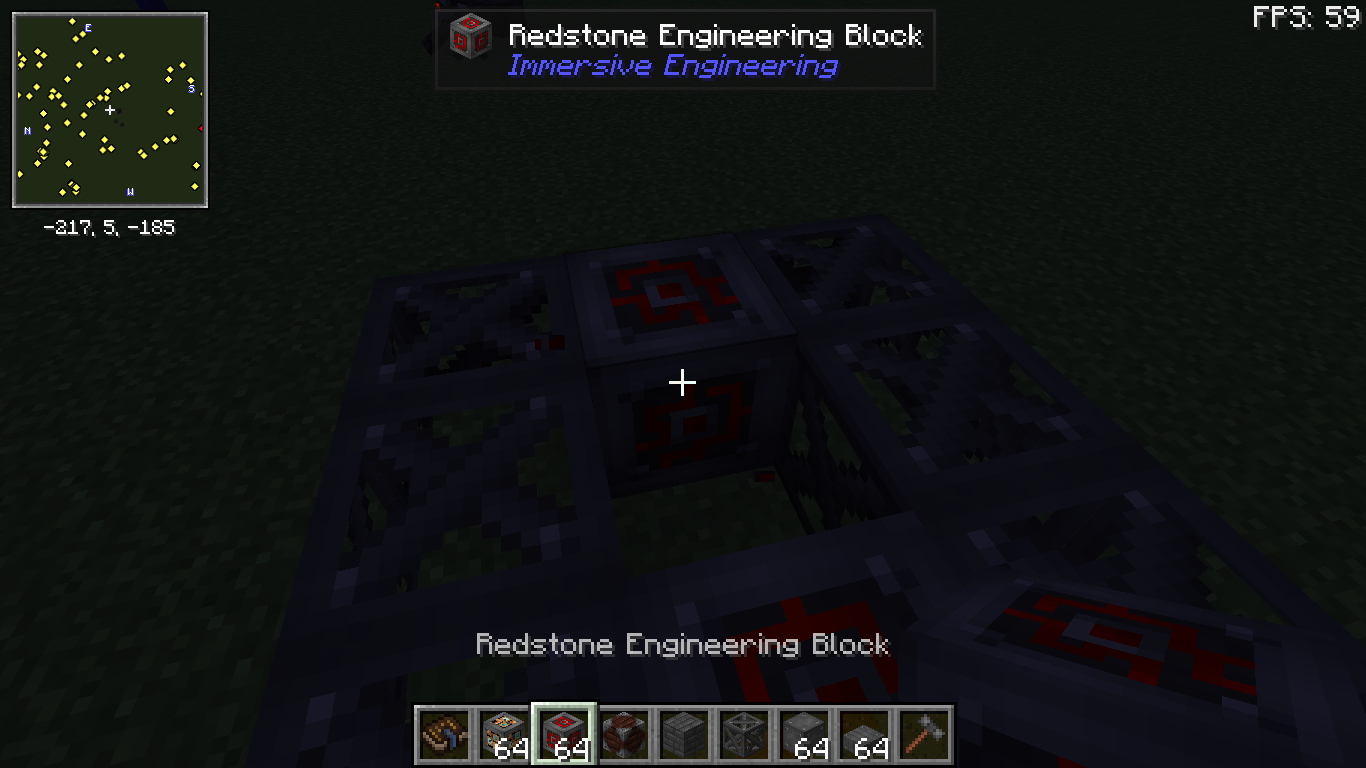 FPS: 59
Redstone Engineering Block
Immersive Engineering
E
S
N
W
-217, 5, -185
Redstone Engineering Block
64 64 64 64